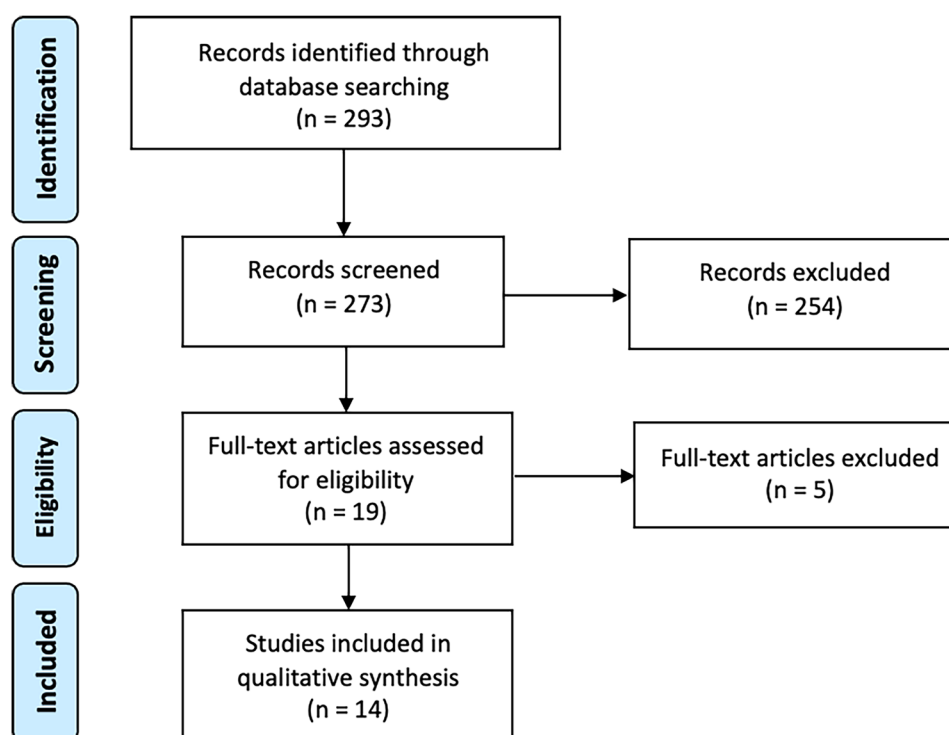 Identification
Records identified through
database searching
(n = 293)
Screening
Records screened
(n = 273)
Records excluded
(n = 254)
Eligibility
Full-text articles assessed
for eligibility
(n = 19)
Full-text articles excluded
(n = 5)
Included
Studies included in
qualitative synthesis
(n = 14)